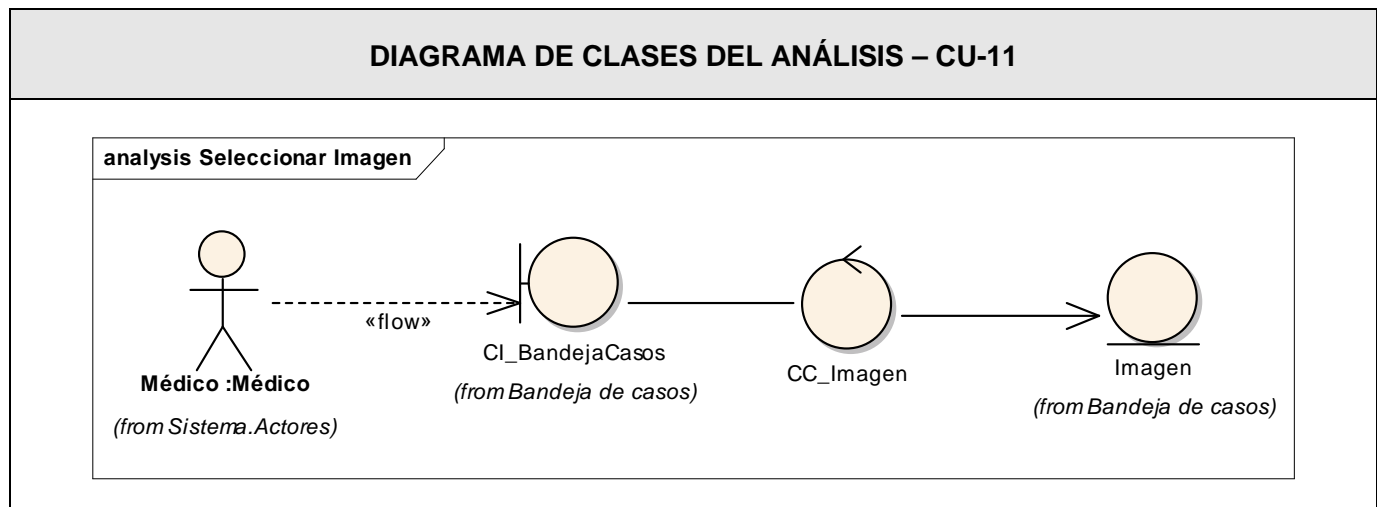 DIAGRAMA DE CLASES DEL ANÁLISIS – CU-11
analysis Seleccionar Imagen
«flow»
Médico :Médico
(from Sistema.Actores)
CI_BandejaCasos
(from Bandeja de casos)
CC_Imagen
Imagen
(from Bandeja de casos)